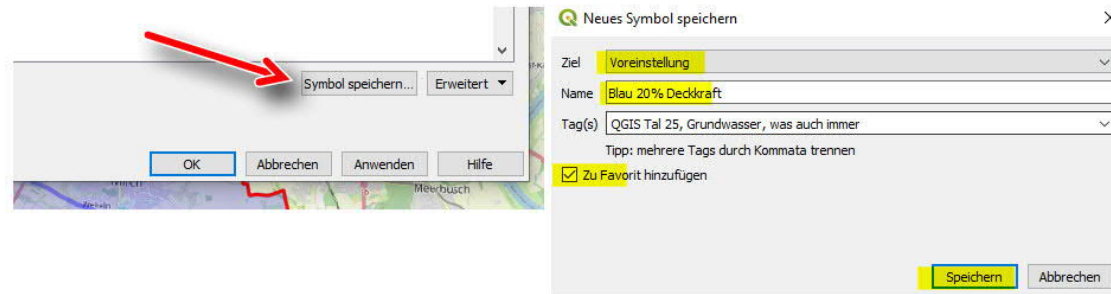 Symbol speichern...
Erweitert
OK
Abbrechen
Anwenden
Hilfe
Meerbusch
Neues Symbol speichern
Ziel
Voreinstellung
Name
Blau 20% Deckkraft
Tag(s)
QGIS Tal 25, Grundwasser, was auch immer
Tipp: mehrere Tags durch Kommata trennen
Zu Favorit hinzufügen
Speichern
Abbrechen